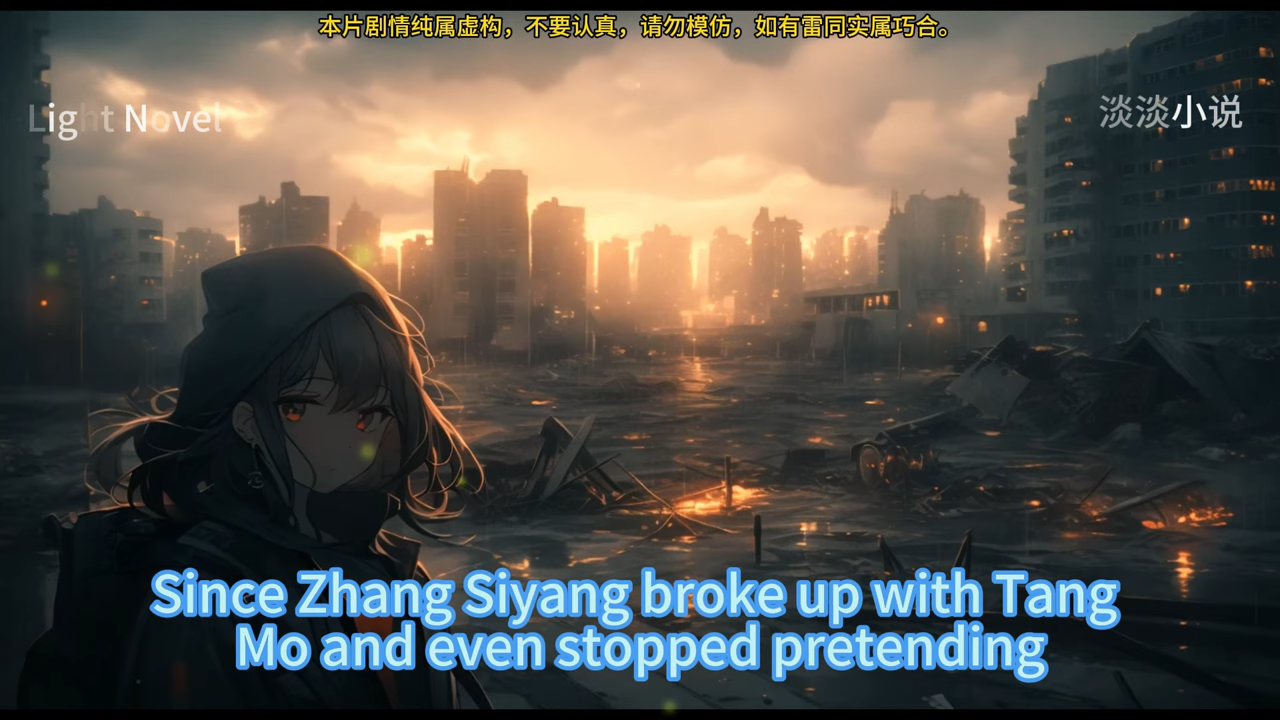 本片剧情纯属虚构，不要认真，请勿模仿，如有雷同实属巧合。
Light Novel
淡淡小说
Since Zhang Siyang broke up with Tang
Mo and even stopped pretending